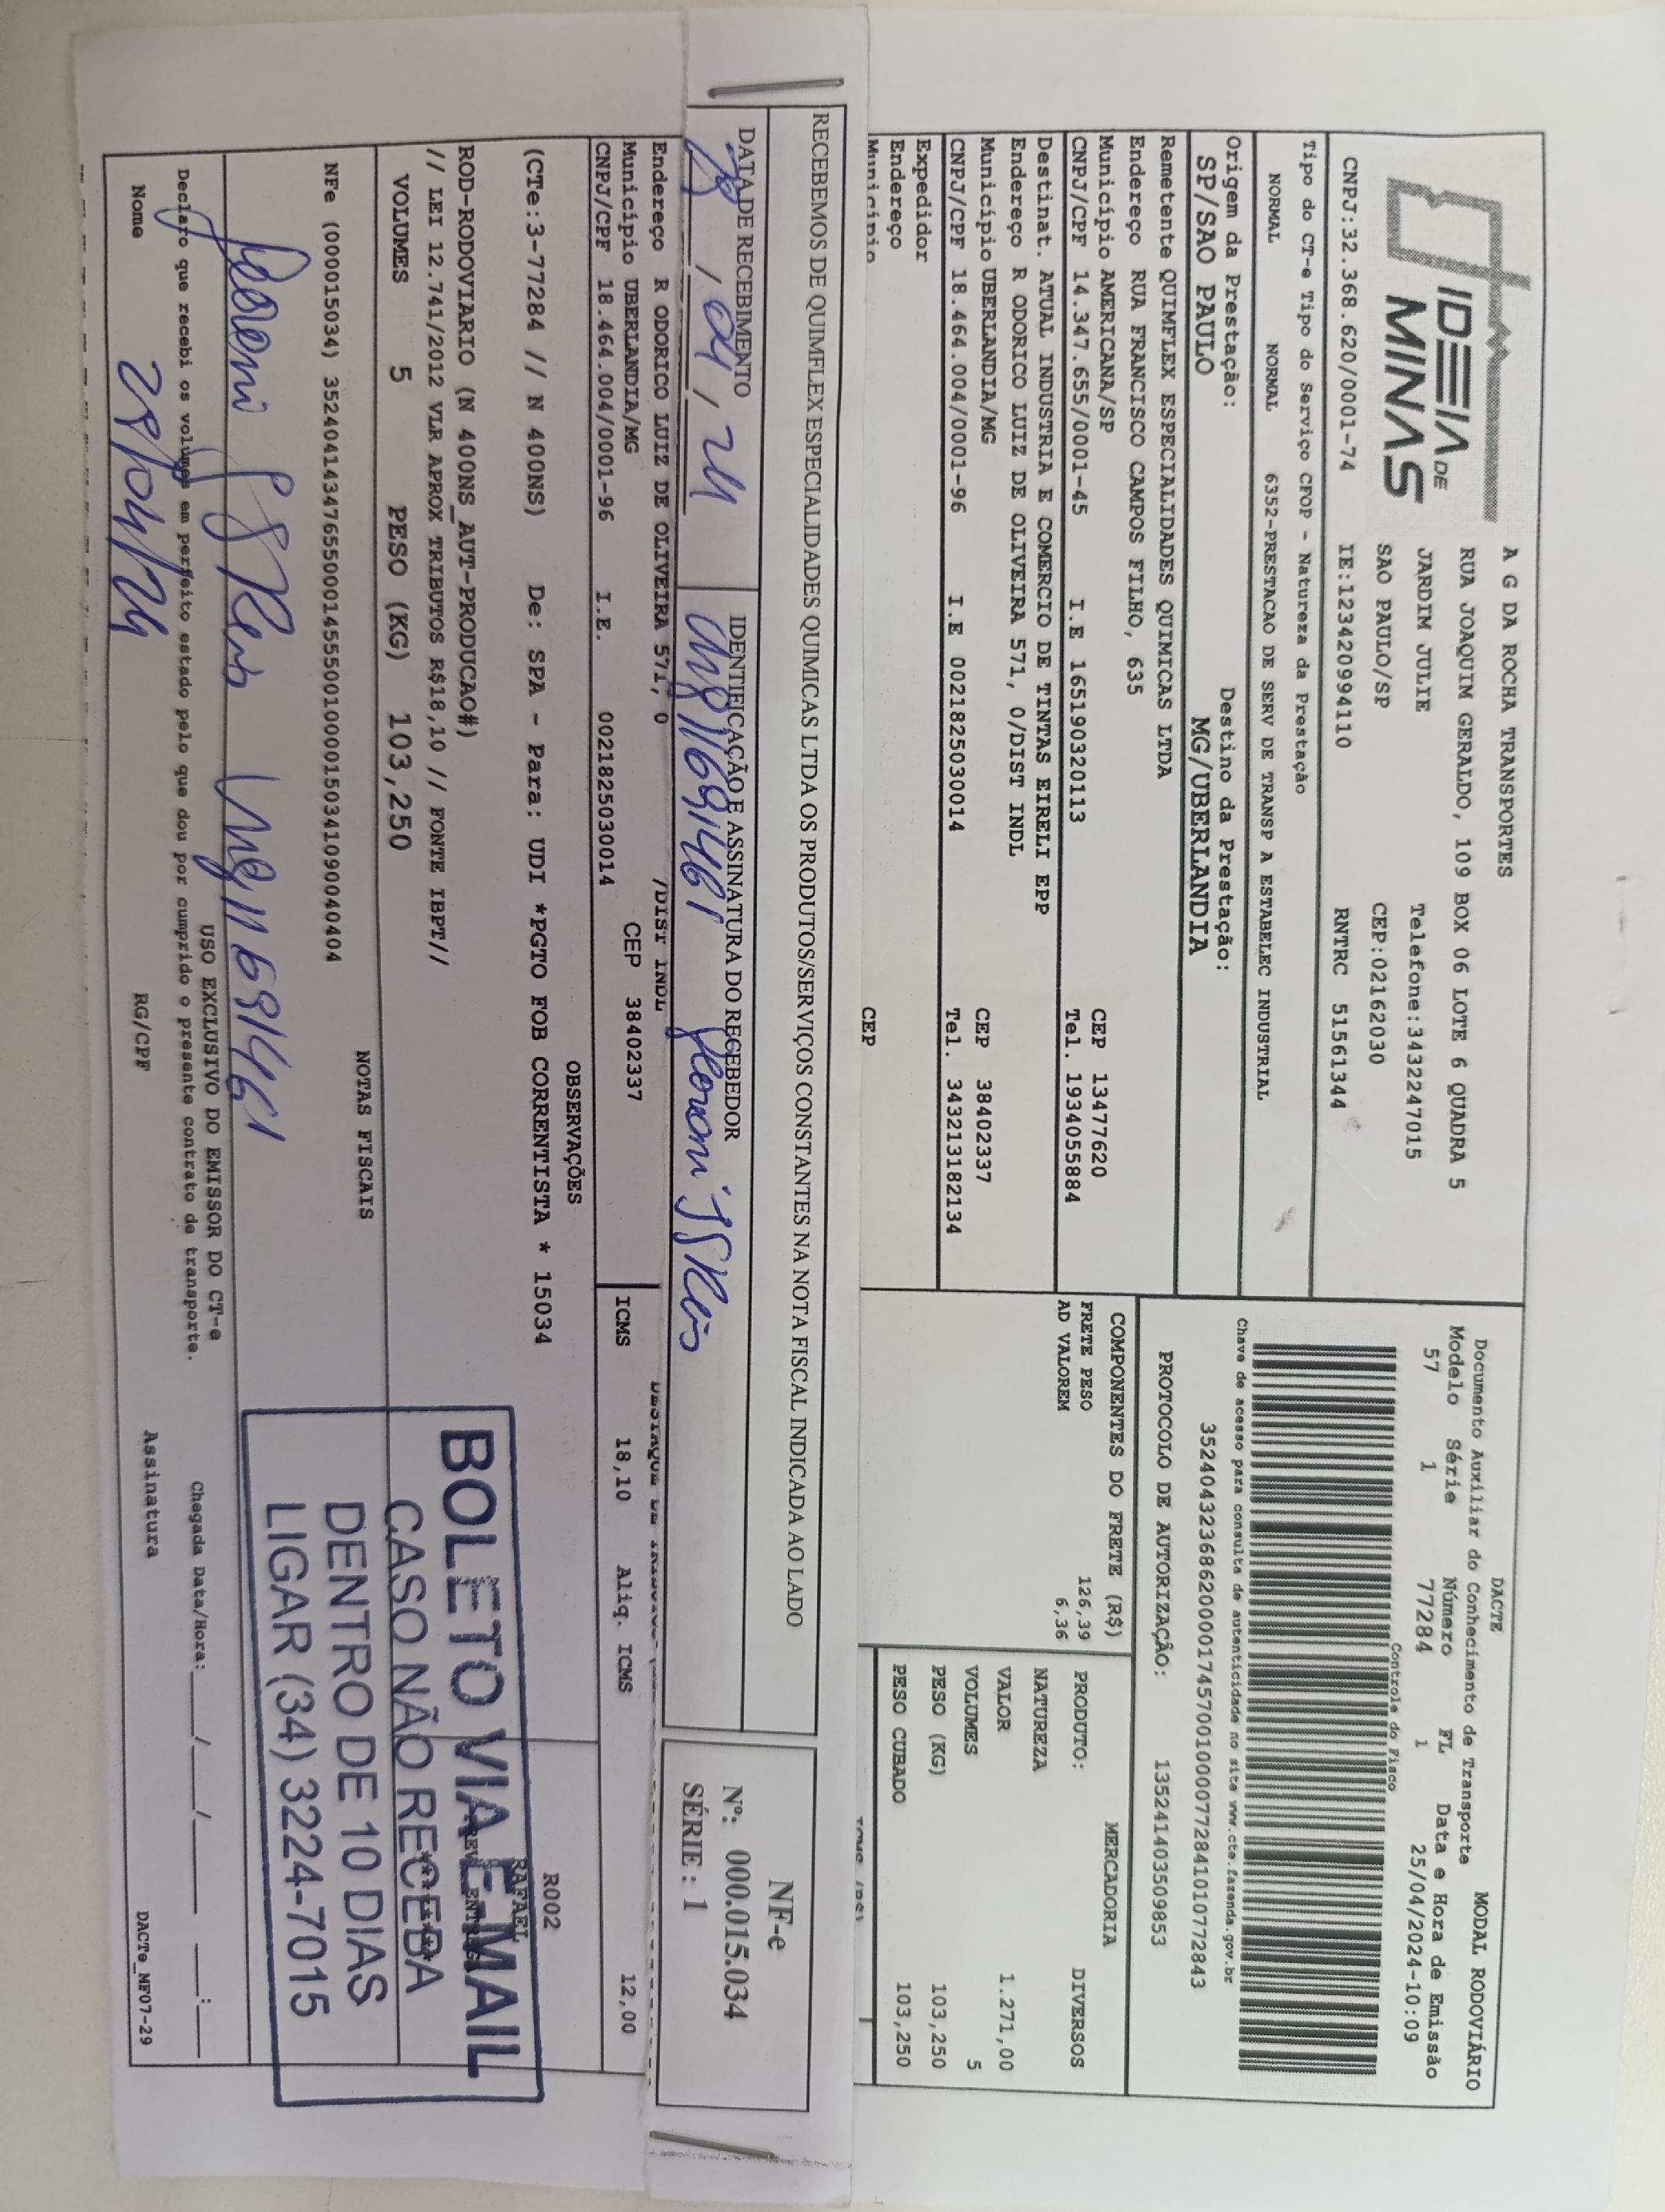 IDEIA DE
MINAS
A G DA ROCHA TRANSPORTES
RUA JOAQUIM GERALDO, 109 BOX 06 LOTE 6 QUADRA 5
JARDIM JULIE Telefone:3432247015
SAO PAULO/SP CEP:02162030
CNPJ:32.368.620/0001-74 IE:123420994110 RNTRC 51561344
Tipo do CT-e Tipo do Serviço CFOP - Natureza da Prestação
NORMAL NORMAL 6352-PRESTACAO DE SERV DE TRANSP A ESTABELEC INDUSTRIAL
Origem da Prestação: Destino da Prestação:
SP/SAO PAULO MG/UBERLANDIA
Remetente QUIMFLEX ESPECIALIDADES QUIMICAS LTDA
Endereço RUA FRANCISCO CAMPOS FILHO, 635
Município AMERICANA/SP CEP 13477620
CNPJ/CPF 14.347.655/0001-45 I.E 165190320113 Tel. 1934055884
Destinat. ATUAL INDUSTRIA E COMERCIO DE TINTAS EIRELI EPP
Endereço R ODORICO LUIZ DE OLIVEIRA 571, 0/DIST INDL
Município UBERLANDIA/MG CEP 38402337
CNPJ/CPF 18.464.004/0001-96 I.E 0021825030014 Tel. 343213182134
Expedidor
Endereço
Município CEP
DACTE MODAL RODOVIÁRIO
Documento Auxiliar do Conhecimento de Transporte
Modelo Série Número FL Data e Hora de Emissão
57 1 77284 1 25/04/2024-10:09
Controle do Fisco
Chave de acesso para consulta de autenticidade no site www.cte.fazenda.gov.br
35240432368620000174570010000772841010772843
PROTOCOLO DE AUTORIZAÇÃO: 135241403509853
COMPONENTES DO FRETE (R$)
FRETE PESO 126,39
AD VALOREM 6,36
MERCADORIA
PRODUTO: DIVERSOS
NATUREZA
VALOR 1.271,00
VOLUMES 5
PESO (KG) 103,250
PESO CUBADO 103,250
RECEBEMOS DE QUIMFLEX ESPECIALIDADES QUIMICAS LTDA OS PRODUTOS/SERVIÇOS CONSTANTES NA NOTA FISCAL INDICADA AO LADO
DATA DE RECEBIMENTO IDENTIFICAÇÃO E ASSINATURA DO RECEBEDOR
28/04/24
NF-e
Nº: 000.015.034
SÉRIE : 1
Endereço R ODORICO LUIZ DE OLIVEIRA 571, 0 /DIST INDL
Município UBERLANDIA/MG CEP 38402337
CNPJ/CPF 18.464.004/0001-96 I.E. 0021825030014
ICMS 18,10 Aliq. ICMS 12,00
OBSERVAÇÕES
(CTe:3-77284 // N 400NS) De: SPA - Para: UDI *PGTO FOB CORRENTISTA * 15034
R002
RAFAEL
ROD-RODOVIARIO (N 400NS_AUT-PRODUCAO#)
// LEI 12.741/2012 VLR APROX TRIBUTOS R$18,10 // FONTE IBPT//
VOLUMES 5 PESO (KG) 103,250
NOTAS FISCAIS
NFe (000015034) 35240414347655000145550010000150341090040404
BOLETO VIA E-MAIL
CASO NÃO RECEBA
DENTRO DE 10 DIAS
LIGAR (34) 3224-7015
USO EXCLUSIVO DO EMISSOR DO CT-e
Declaro que recebi os volumes em perfeito estado pelo que dou por cumprido o presente contrato de transporte.
Chegada Data/Hora: ___/___/_____ ___:___
Nome RG/CPF Assinatura DACTe_MF07-29
28/04/24